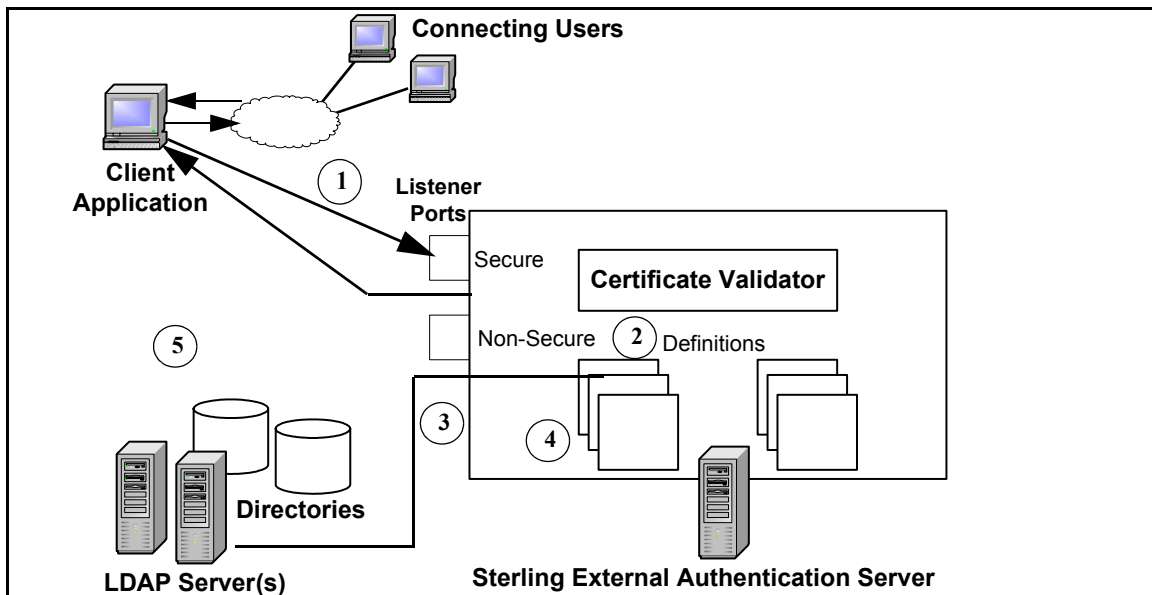 Connecting Users
Client
Application
1
Listener
Ports
Secure
Certificate Validator
Non-Secure
2
Definitions
5
3
4
Directories
LDAP Server(s)
Sterling External Authentication Server